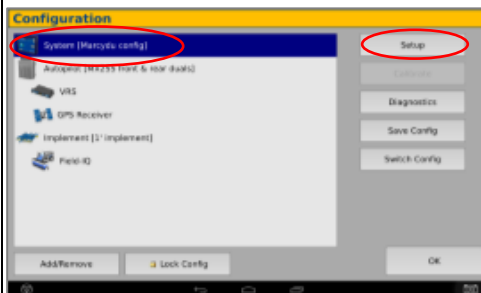 Configuration
System [Marcydu config]
Setup
Autopilot [MX255 front & rear duals]
Calibrate
VRS
Diagnostics
GPS Receiver
Save Config
Implement [1' implement]
Field-IQ
Switch Config
Add/Remove
Lock Config
OK